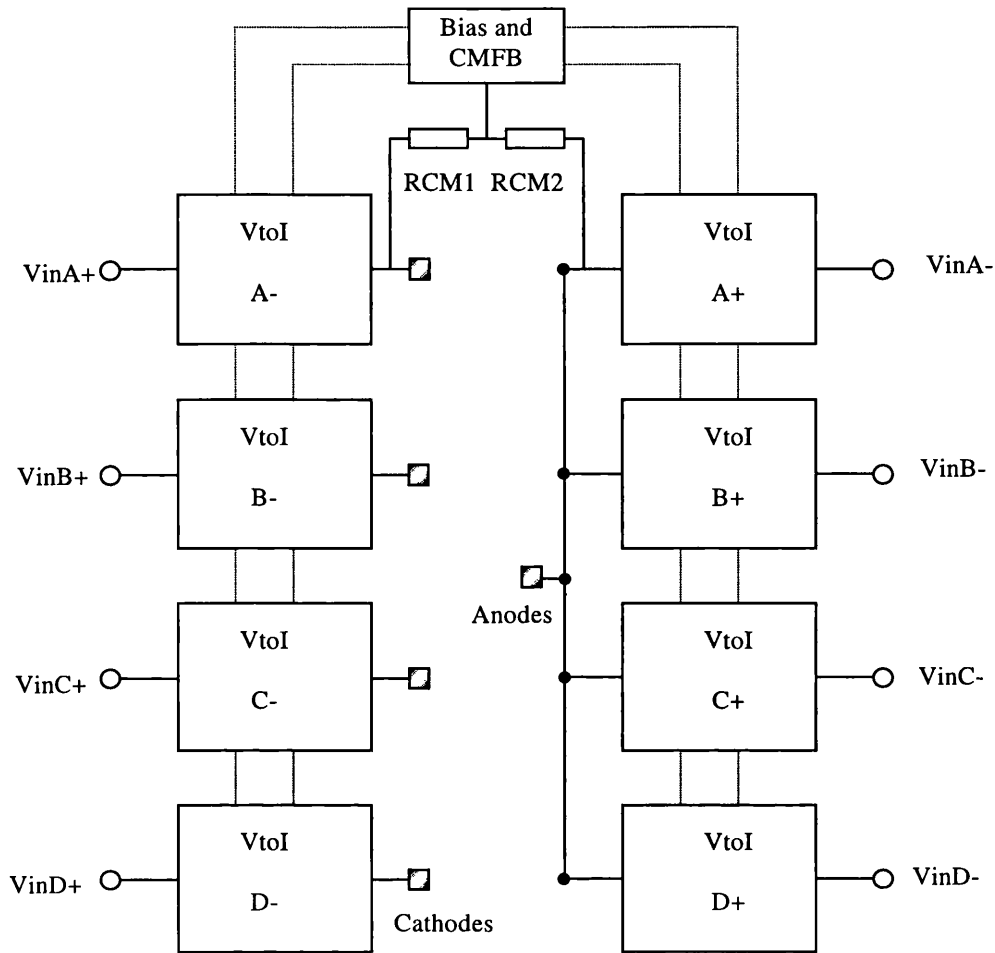 Bias and
CMFB
RCM1 RCM2
VtoI
A-
VinA+
VtoI
A+
VinA-
VtoI
B-
VinB+
VtoI
B+
VinB-
Anodes
VtoI
C-
VinC+
VtoI
C+
VinC-
VtoI
D-
VinD+
Cathodes
VtoI
D+
VinD-